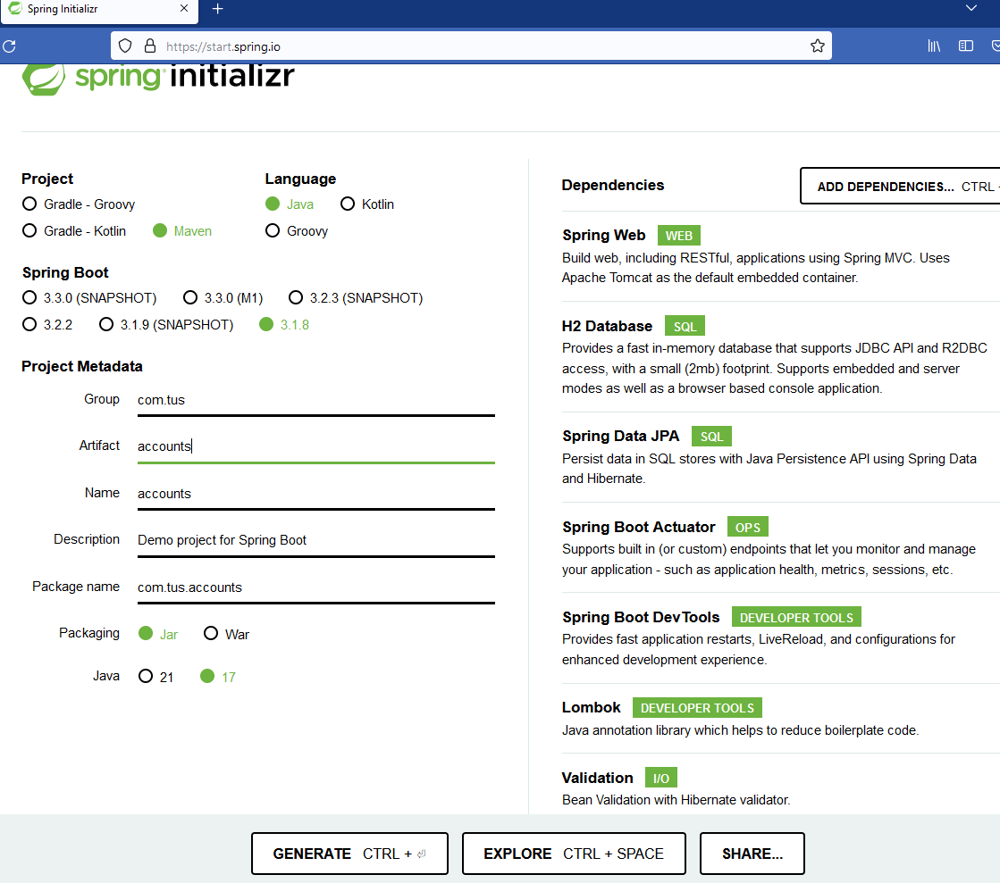 Spring Initializr
https://start.spring.io
spring initializr
Project
Gradle - Groovy
Gradle - Kotlin Maven
Language
Java Kotlin
Groovy
Spring Boot
3.3.0 (SNAPSHOT) 3.3.0 (M1) 3.2.3 (SNAPSHOT)
3.2.2 3.1.9 (SNAPSHOT) 3.1.8
Project Metadata
Group com.tus
Artifact accounts
Name accounts
Description Demo project for Spring Boot
Package name com.tus.accounts
Packaging Jar War
Java 21 17
Dependencies
ADD DEPENDENCIES... CTRL
Spring Web WEB
Build web, including RESTful, applications using Spring MVC. Uses
Apache Tomcat as the default embedded container.
H2 Database SQL
Provides a fast in-memory database that supports JDBC API and R2DBC
access, with a small (2mb) footprint. Supports embedded and server
modes as well as a browser based console application.
Spring Data JPA SQL
Persist data in SQL stores with Java Persistence API using Spring Data
and Hibernate.
Spring Boot Actuator OPS
Supports built in (or custom) endpoints that let you monitor and manage
your application - such as application health, metrics, sessions, etc.
Spring Boot DevTools DEVELOPER TOOLS
Provides fast application restarts, LiveReload, and configurations for
enhanced development experience.
Lombok DEVELOPER TOOLS
Java annotation library which helps to reduce boilerplate code.
Validation I/O
Bean Validation with Hibernate validator.
GENERATE CTRL + ⏎
EXPLORE CTRL + SPACE
SHARE...